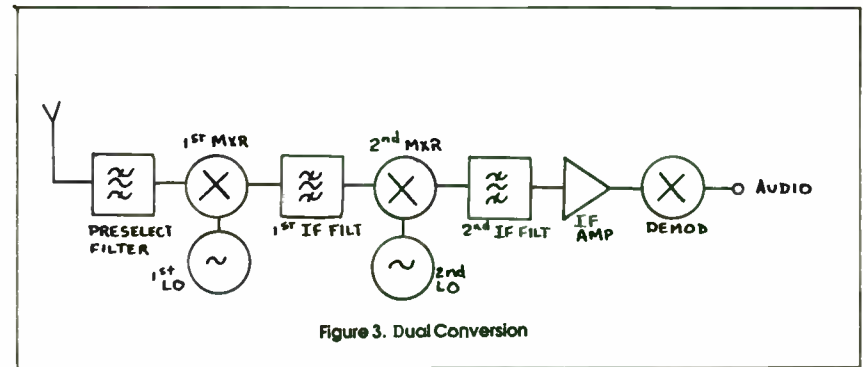 1st MXR
2nd MXR
PRESELECT
FILTER
1st IF FILT
2nd IF FILT
IF
AMP
DEMOD
AUDIO
1st
LO
2nd
LO
Figure 3. Dual Conversion